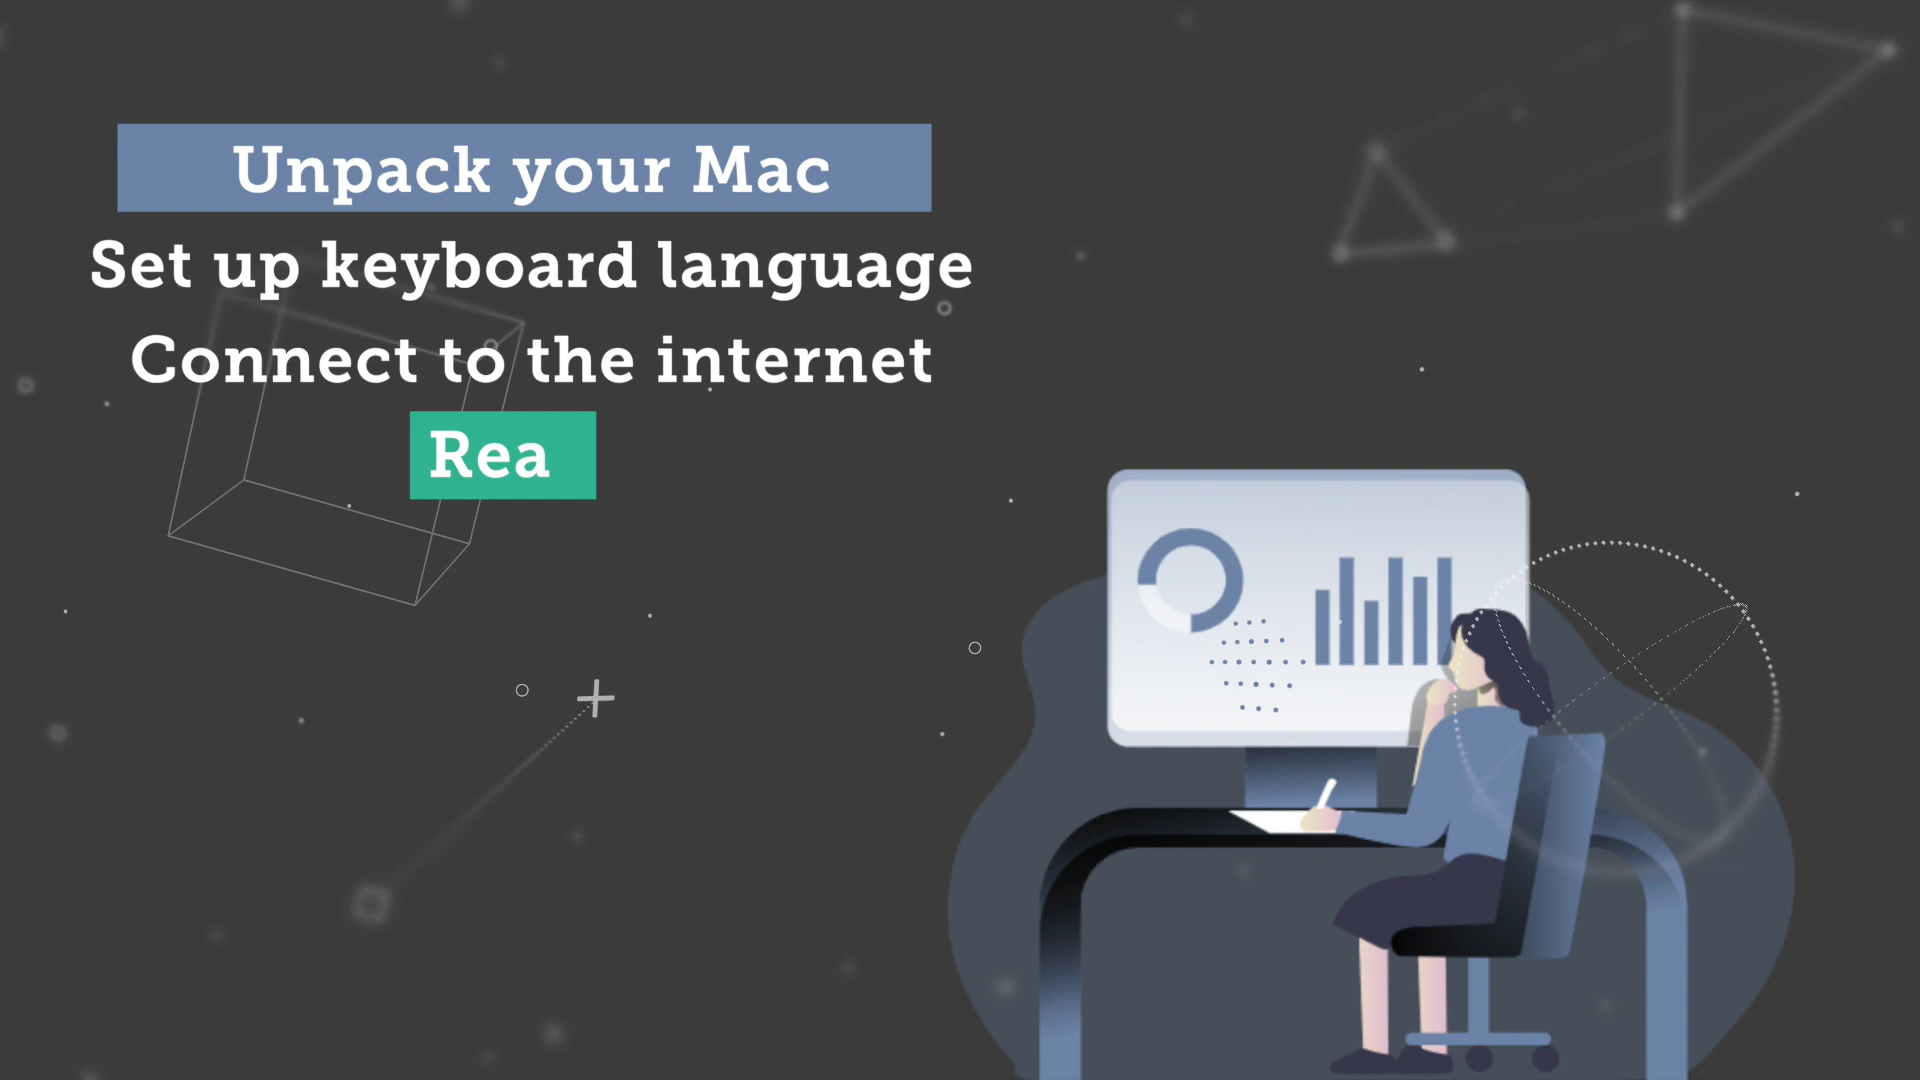 Unpack your Mac
Set up keyboard language
Connect to the internet
Rea